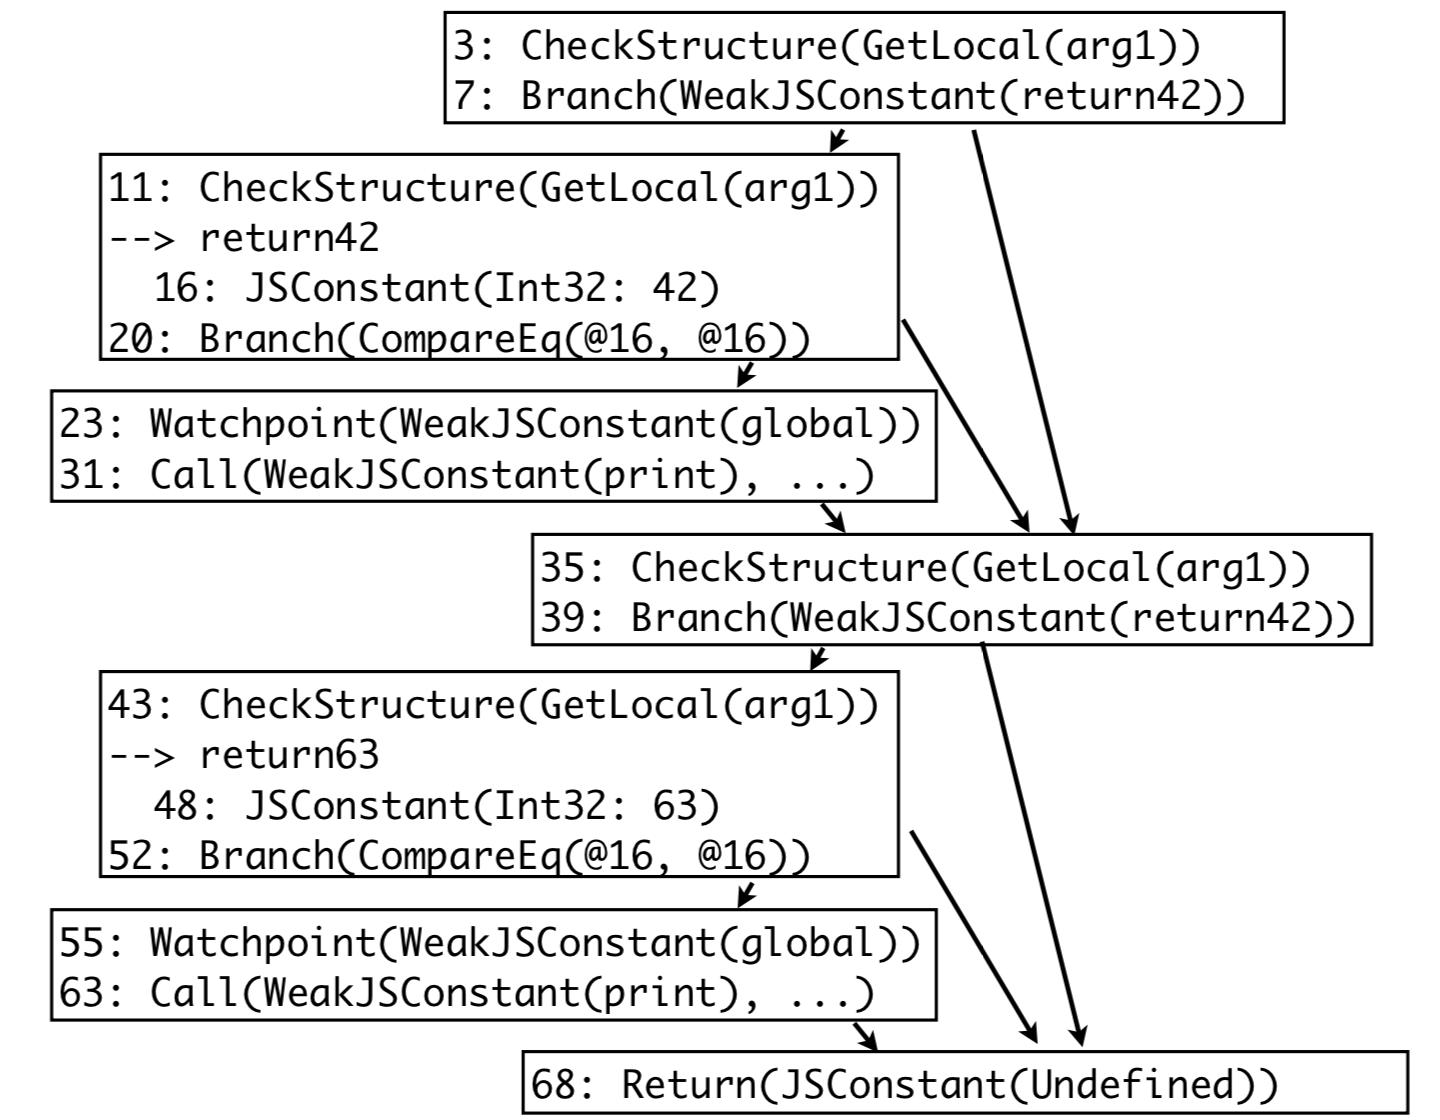 3: CheckStructure(GetLocal(arg1))
7: Branch(WeakJSConstant(return42))
11: CheckStructure(GetLocal(arg1))
--> return42
16: JSConstant(Int32: 42)
20: Branch(CompareEq(@16, @16))
23: Watchpoint(WeakJSConstant(global))
31: Call(WeakJSConstant(print), ...)
35: CheckStructure(GetLocal(arg1))
39: Branch(WeakJSConstant(return42))
43: CheckStructure(GetLocal(arg1))
--> return63
48: JSConstant(Int32: 63)
52: Branch(CompareEq(@16, @16))
55: Watchpoint(WeakJSConstant(global))
63: Call(WeakJSConstant(print), ...)
68: Return(JSConstant(Undefined))